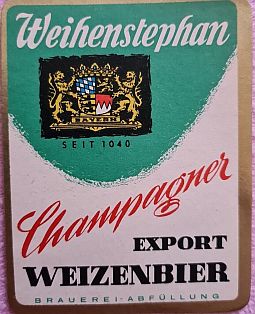 Weihenstephan
BAYERN
SEIT 1040
Champagner
EXPORT
WEIZENBIER
BRAUEREI-ABFÜLLUNG